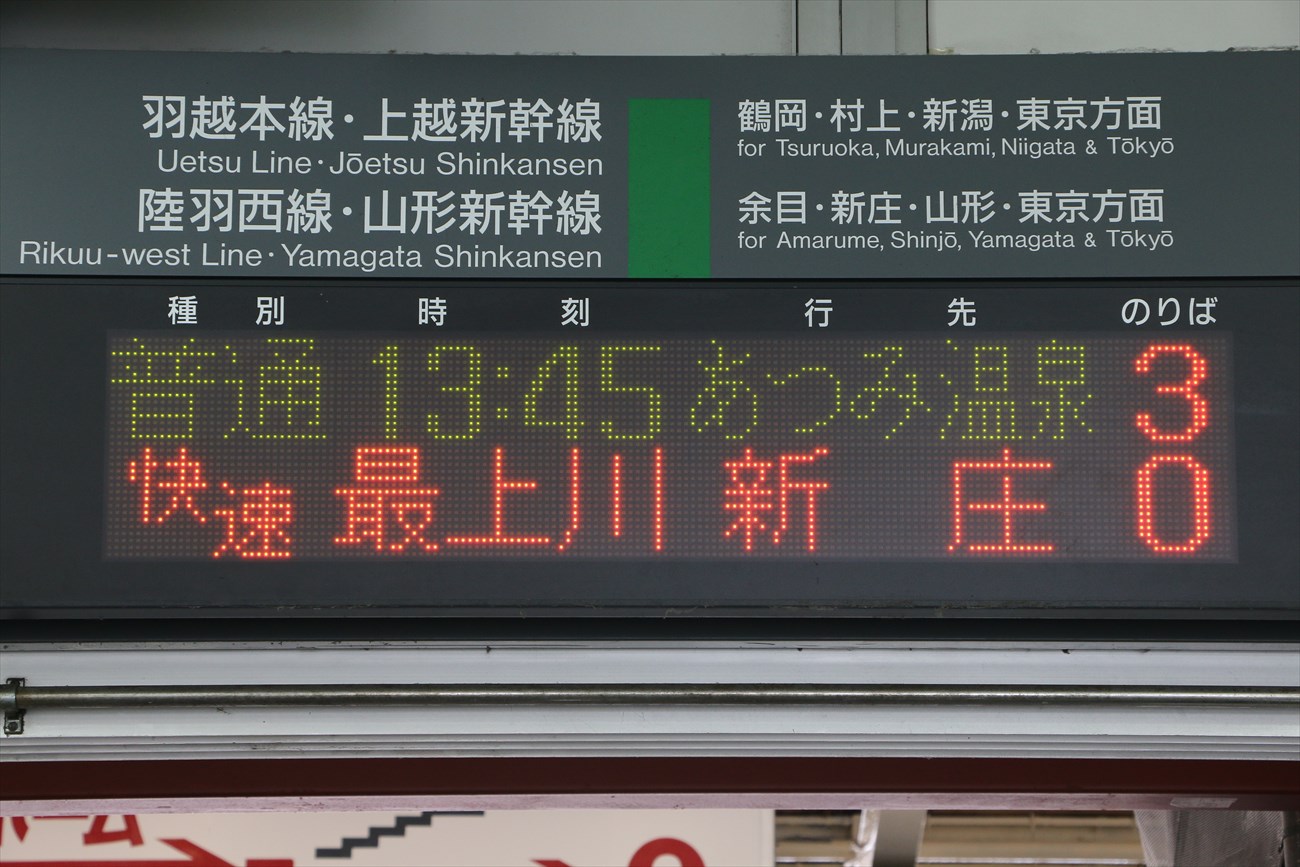 羽越本線・上越新幹線
Uetsu Line・Jōetsu Shinkansen
陸羽西線・山形新幹線
Rikuu-west Line・Yamagata Shinkansen
鶴岡・村上・新潟・東京方面
for Tsuruoka, Murakami, Niigata & Tōkyō
余目・新庄・山形・東京方面
for Amarume, Shinjō, Yamagata & Tōkyō
種別 時刻 行先 のりば
普通 13:45 あつみ温泉 3
快速 最上川 新庄 0
ホーム